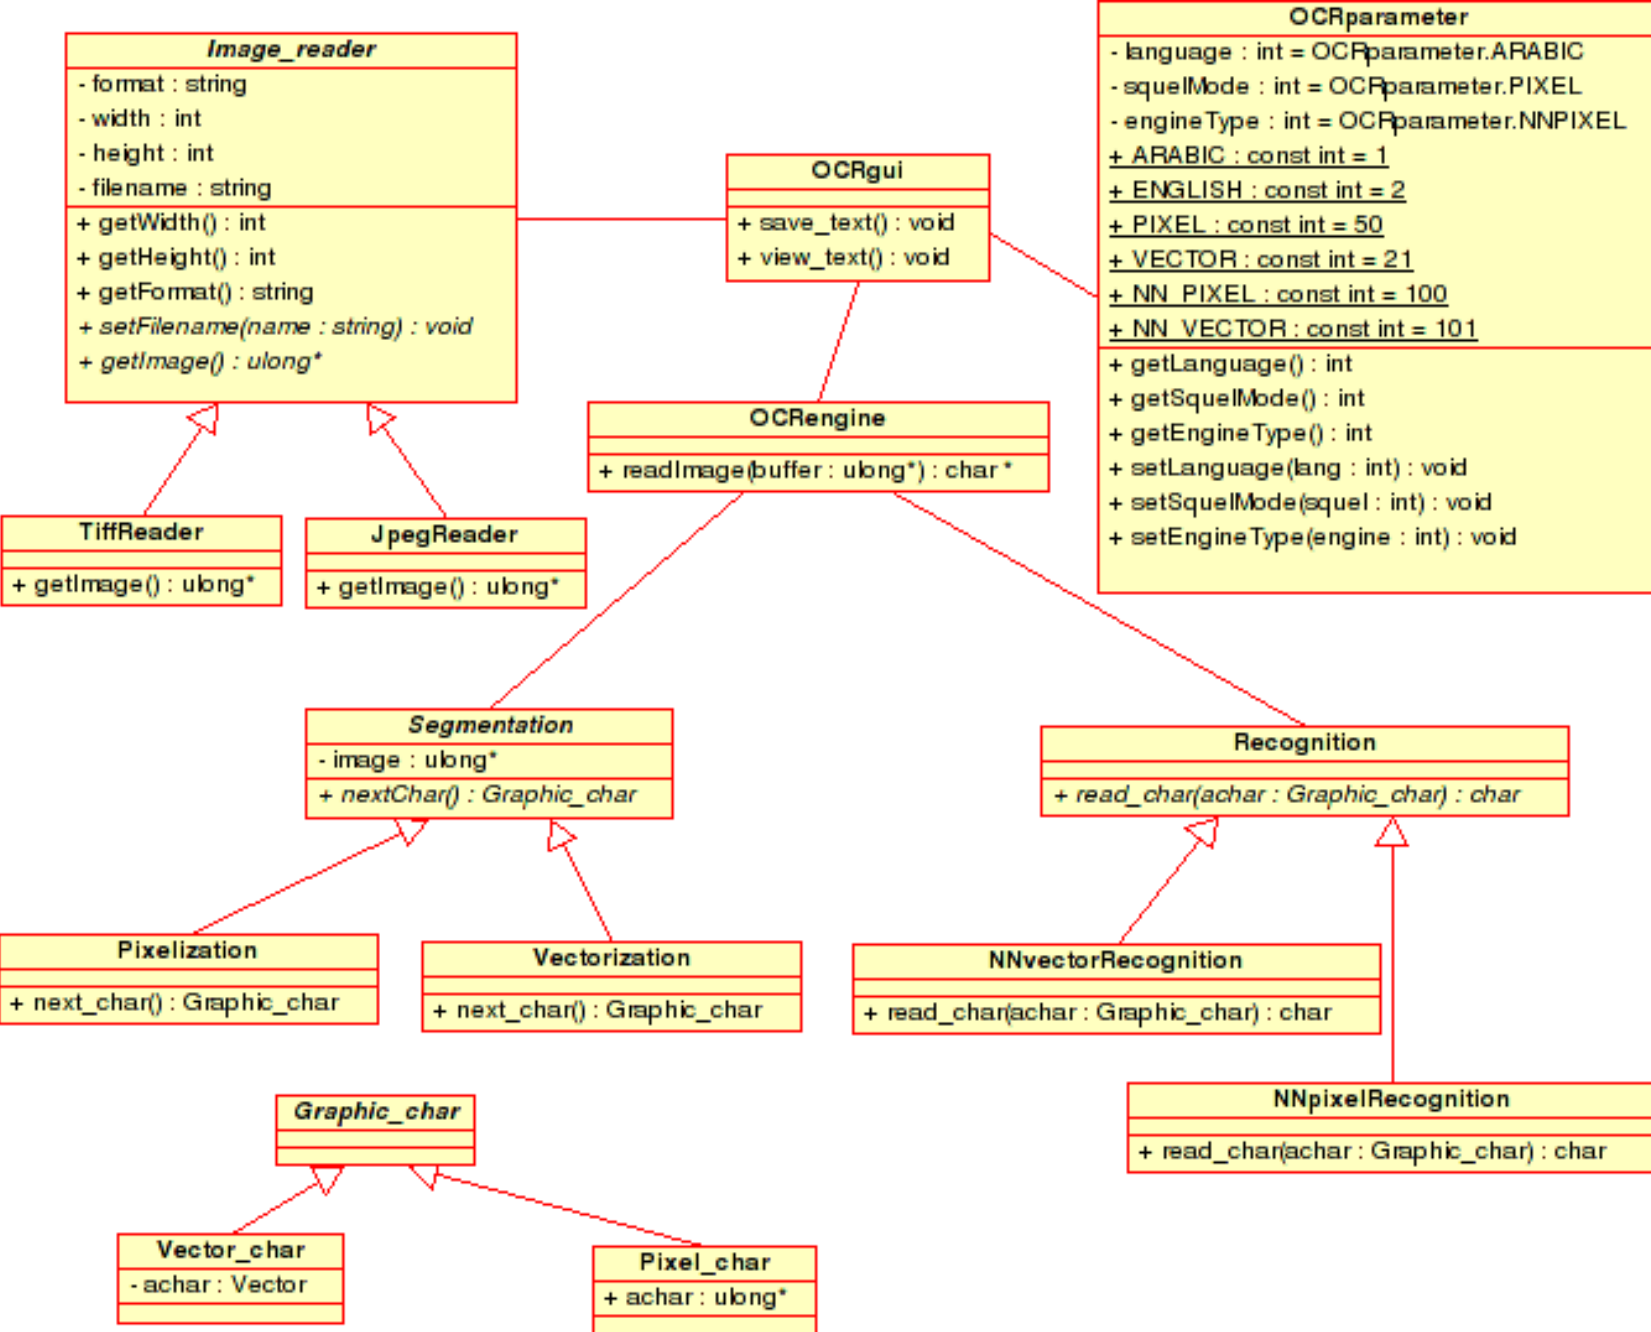 Image_reader
- format : string
- width : int
- height : int
- filename : string
+ getWidth() : int
+ getHeight() : int
+ getFormat() : string
+ setFilename(name : string) : void
+ getImage() : ulong*
OCRgui
+ save_text() : void
+ view_text() : void
OCRparameter
- language : int = OCRparameter.ARABIC
- squelMode : int = OCRparameter.PIXEL
- engineType : int = OCRparameter.NNPIXEL
+ ARABIC : const int = 1
+ ENGLISH : const int = 2
+ PIXEL : const int = 50
+ VECTOR : const int = 21
+ NN_PIXEL : const int = 100
+ NN_VECTOR : const int = 101
+ getLanguage() : int
+ getSquelMode() : int
+ getEngineType() : int
+ setLanguage(lang : int) : void
+ setSquelMode(squel : int) : void
+ setEngineType(engine : int) : void
OCRengine
+ readImage(buffer : ulong*) : char *
TiffReader
+ getImage() : ulong*
JpegReader
+ getImage() : ulong*
Segmentation
- image : ulong*
+ nextChar() : Graphic_char
Recognition
+ read_char(achar : Graphic_char) : char
Pixelization
+ next_char() : Graphic_char
Vectorization
+ next_char() : Graphic_char
NNvectorRecognition
+ read_char(achar : Graphic_char) : char
NNpixelRecognition
+ read_char(achar : Graphic_char) : char
Graphic_char
Vector_char
- achar : Vector
Pixel_char
+ achar : ulong*